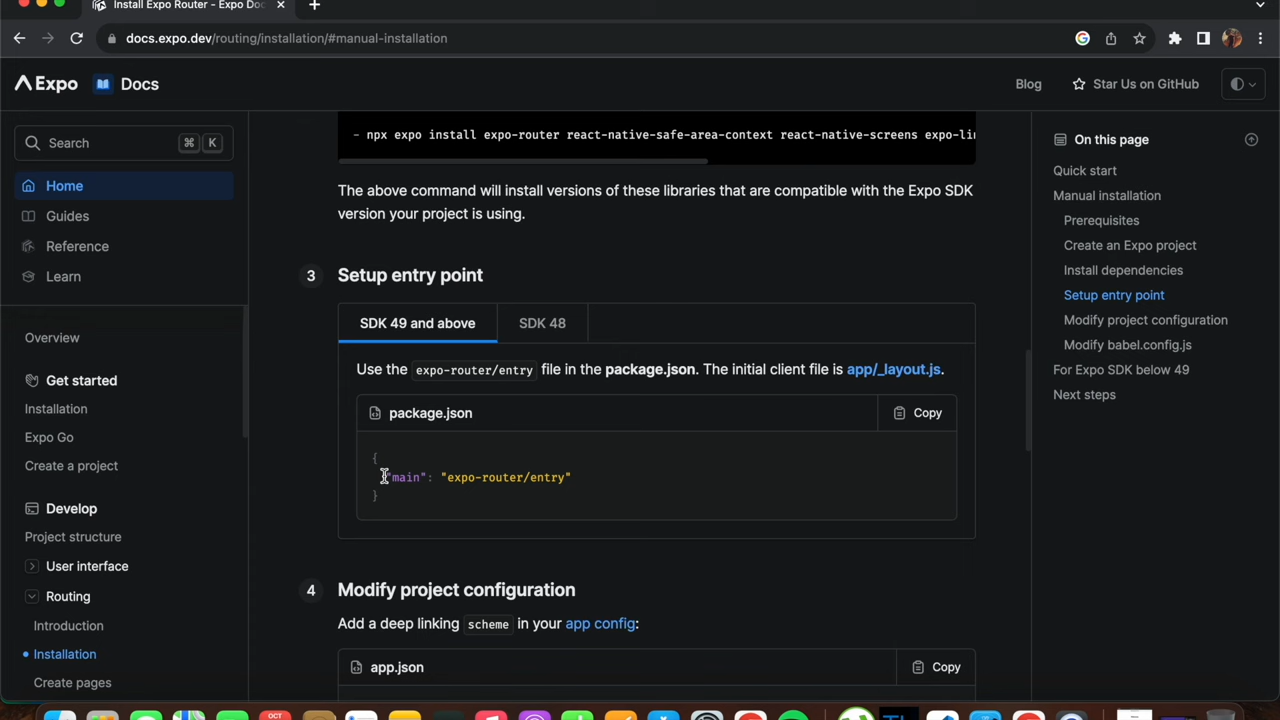 Install Expo Router - Expo Doc
docs.expo.dev/routing/installation/#manual-installation
Expo Docs
Blog
Star Us on GitHub
Search ⌘ K
Home
Guides
Reference
Learn
Overview
Get started
Installation
Expo Go
Create a project
Develop
Project structure
User interface
Routing
Introduction
Installation
Create pages
- npx expo install expo-router react-native-safe-area-context react-native-screens expo-lin
The above command will install versions of these libraries that are compatible with the Expo SDK
version your project is using.
3 Setup entry point
SDK 49 and above SDK 48
Use the expo-router/entry file in the package.json. The initial client file is app/_layout.js.
package.json Copy
{
"main": "expo-router/entry"
}
4 Modify project configuration
Add a deep linking scheme in your app config:
app.json Copy
On this page
Quick start
Manual installation
Prerequisites
Create an Expo project
Install dependencies
Setup entry point
Modify project configuration
Modify babel.config.js
For Expo SDK below 49
Next steps
OCT